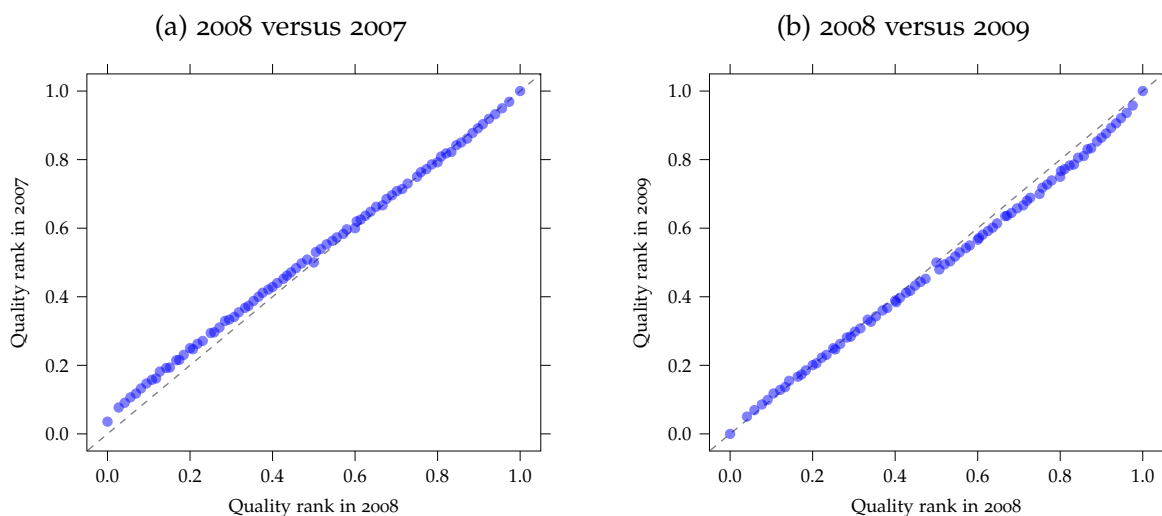 (a) 2008 versus 2007
1.0
0.8
0.6
0.4
0.2
0.0
Quality rank in 2007
0.0 0.2 0.4 0.6 0.8 1.0
Quality rank in 2008
(b) 2008 versus 2009
1.0
0.8
0.6
0.4
0.2
0.0
Quality rank in 2009
0.0 0.2 0.4 0.6 0.8 1.0
Quality rank in 2008